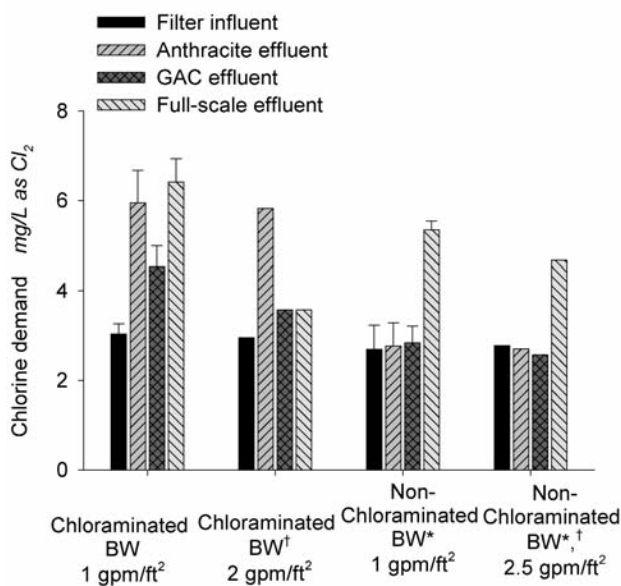 Filter influent
Anthracite effluent
GAC effluent
Full-scale effluent
Chlorine demand mg/L as Cl₂
8
6
4
2
0
Chloraminated
BW
1 gpm/ft²
Chloraminated
BW†
2 gpm/ft²
Non-
Chloraminated
BW*
1 gpm/ft²
Non-
Chloraminated
BW*,†
2.5 gpm/ft²